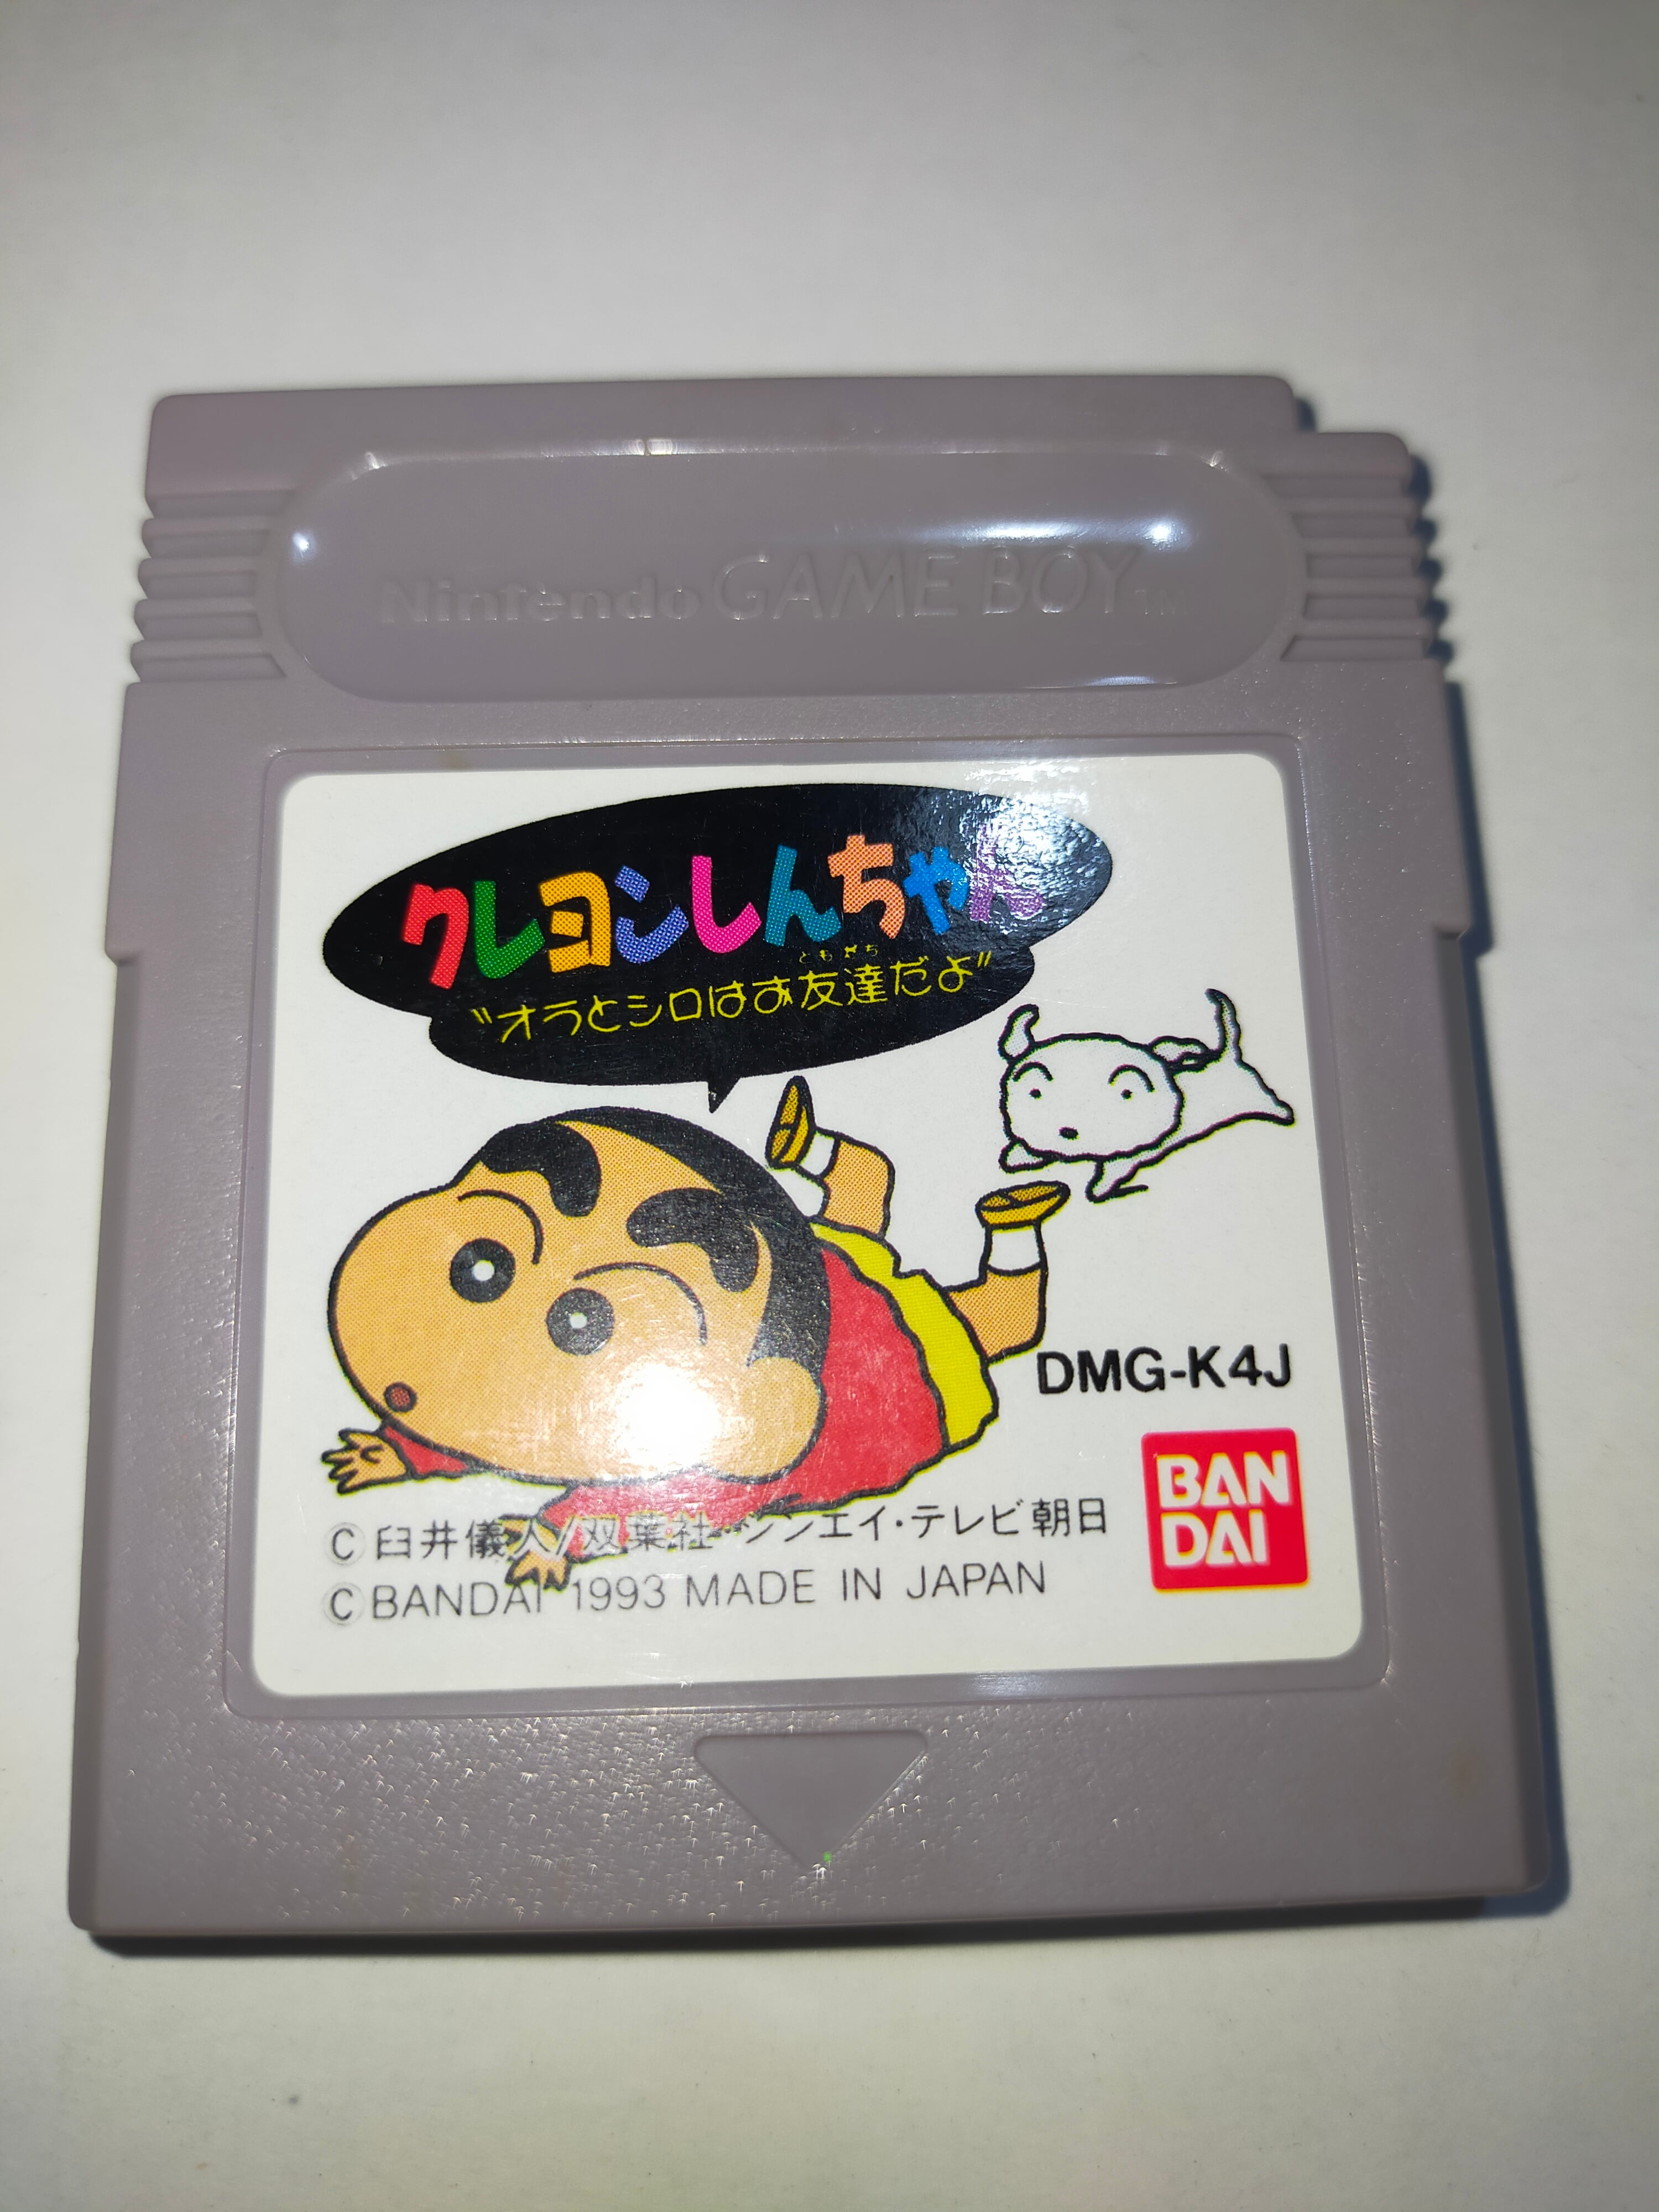 Nintendo GAME BOY TM
クレヨンしんちゃん
ともだち
"オラとシロはお友達だよ"
DMG-K4J
BAN
DAI
©臼井儀人/双葉社・シンエイ・テレビ朝日
©BANDAI 1993 MADE IN JAPAN